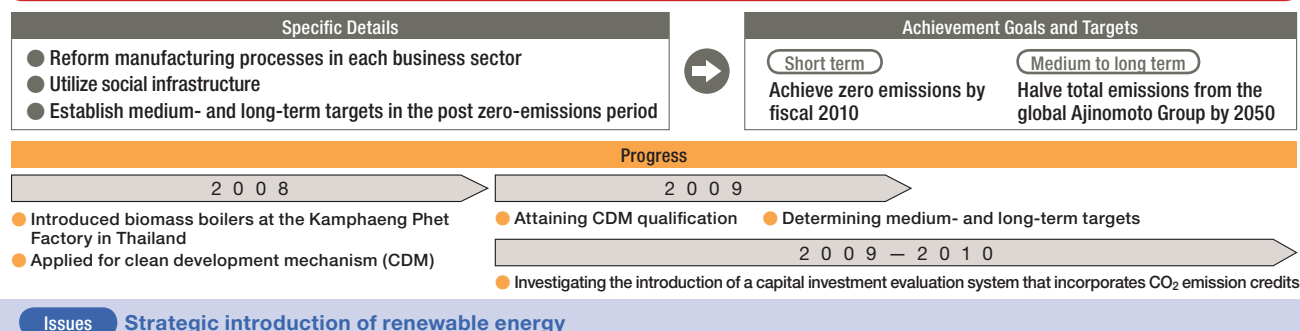 Specific Details
● Reform manufacturing processes in each business sector
● Utilize social infrastructure
● Establish medium- and long-term targets in the post zero-emissions period
Achievement Goals and Targets
Short term
Achieve zero emissions by
fiscal 2010
Medium to long term
Halve total emissions from the
global Ajinomoto Group by 2050
Progress
2008
● Introduced biomass boilers at the Kamphaeng Phet
Factory in Thailand
● Applied for clean development mechanism (CDM)
2009
● Attaining CDM qualification
● Determining medium- and long-term targets
2009 — 2010
● Investigating the introduction of a capital investment evaluation system that incorporates CO₂ emission credits
Issues
Strategic introduction of renewable energy